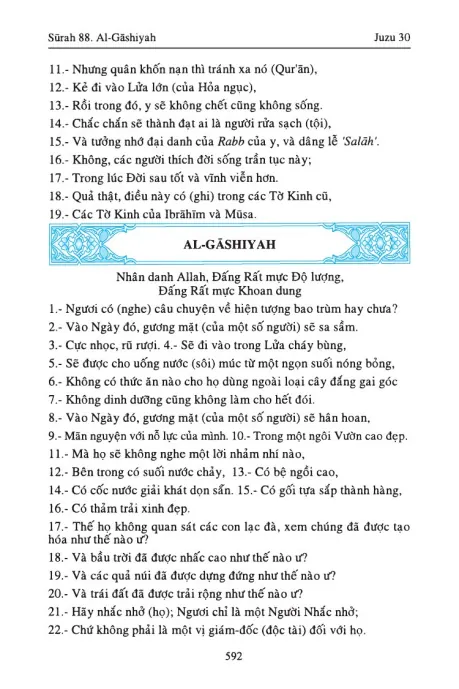 Sūrah 88. Al-Gāshiyah Juzu 30
11.- Nhưng quân khốn nạn thì tránh xa nó (Qur'ān),
12.- Kẻ đi vào Lửa lớn (của Hỏa ngục),
13.- Rồi trong đó, y sẽ không chết cũng không sống.
14.- Chắc chắn sẽ thành đạt ai là người rửa sạch (tội),
15.- Và tưởng nhớ đại danh của Rabb của y, và dâng lễ 'Salāh'.
16.- Không, các người thích đời sống trần tục này;
17.- Trong lúc Đời sau tốt và vĩnh viễn hơn.
18.- Quả thật, điều này có (ghi) trong các Tờ Kinh cũ,
19.- Các Tờ Kinh của Ibrāhīm và Mūsa.
AL-GĀSHIYAH
Nhân danh Allah, Đấng Rất mực Độ lượng,
Đấng Rất mực Khoan dung
1.- Ngươi có (nghe) câu chuyện về hiện tượng bao trùm hay chưa?
2.- Vào Ngày đó, gương mặt (của một số người) sẽ sa sầm.
3.- Cực nhọc, rũ rượi. 4.- Sẽ đi vào trong Lửa cháy bùng,
5.- Sẽ được cho uống nước (sôi) múc từ một ngọn suối nóng bỏng,
6.- Không có thức ăn nào cho họ dùng ngoài loại cây đắng gai góc
7.- Không dinh dưỡng cũng không làm cho hết đói.
8.- Vào Ngày đó, gương mặt (của một số người) sẽ hân hoan,
9.- Mãn nguyện với nỗ lực của mình. 10.- Trong một ngôi Vườn cao đẹp.
11.- Mà họ sẽ không nghe một lời nhảm nhí nào,
12.- Bên trong có suối nước chảy, 13.- Có bệ ngồi cao,
14.- Có cốc nước giải khát dọn sẵn. 15.- Có gối tựa sắp thành hàng,
16.- Có thảm trải xinh đẹp.
17.- Thế họ không quan sát các con lạc đà, xem chúng đã được tạo
hóa như thế nào ư?
18.- Và bầu trời đã được nhấc cao như thế nào ư?
19.- Và các quả núi đã được dựng đứng như thế nào ư?
20.- Và trái đất đã được trải rộng như thế nào ư?
21.- Hãy nhắc nhở (họ); Ngươi chỉ là một Người Nhắc nhở;
22.- Chứ không phải là một vị giám-đốc (độc tài) đối với họ.
592